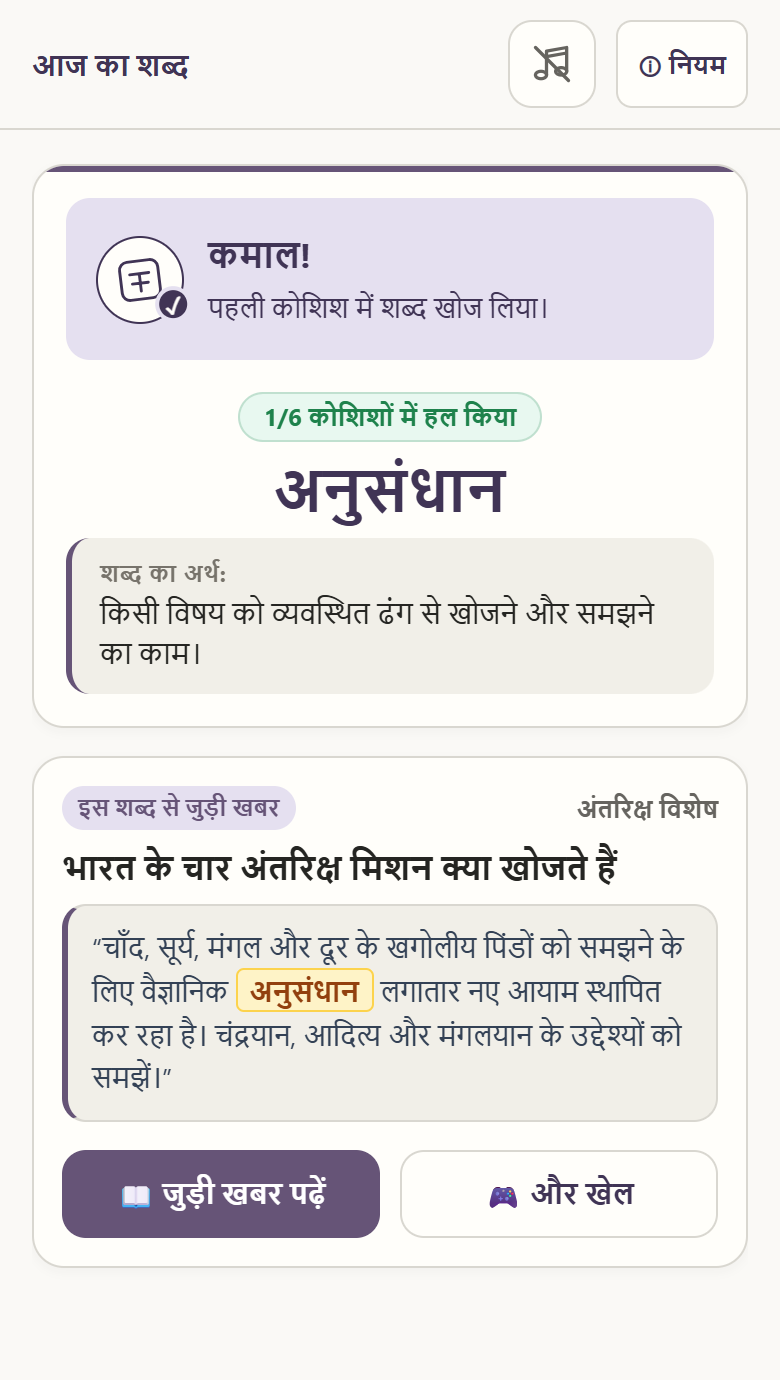 आज का शब्द
नियम
कमाल!
पहली कोशिश में शब्द खोज लिया।
1/6 कोशिशों में हल किया
अनुसंधान
शब्द का अर्थ:
किसी विषय को व्यवस्थित ढंग से खोजने और समझने
का काम।
इस शब्द से जुड़ी खबर
अंतरिक्ष विशेष
भारत के चार अंतरिक्ष मिशन क्या खोजते हैं
“चाँद, सूर्य, मंगल और दूर के खगोलीय पिंडों को समझने के
लिए वैज्ञानिक अनुसंधान लगातार नए आयाम स्थापित
कर रहा है। चंद्रयान, आदित्य और मंगलयान के उद्देश्यों को
समझें।”
जुड़ी खबर पढ़ें
और खेल